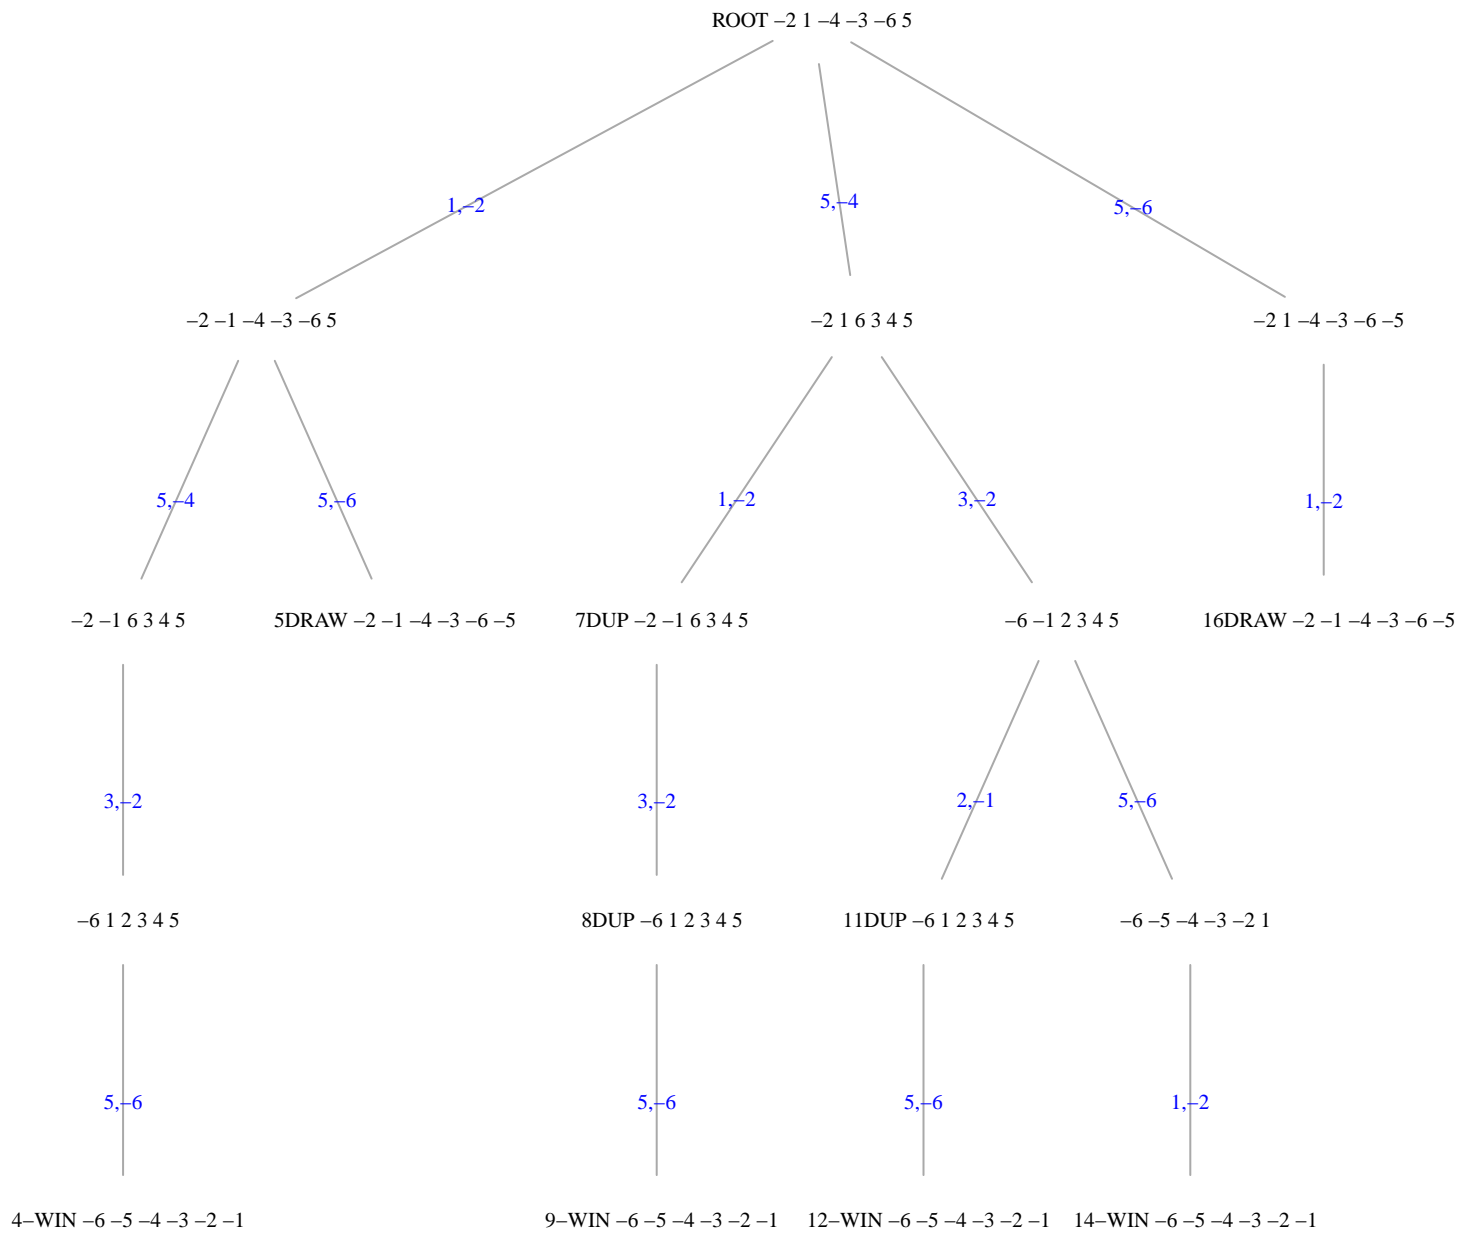 ROOT –2 1 –4 –3 –6 5
1,–2
5,–4
5,–6
–2 –1 –4 –3 –6 5
–2 1 6 3 4 5
–2 1 –4 –3 –6 –5
5,–4
5,–6
1,–2
3,–2
1,–2
–2 –1 6 3 4 5
5DRAW –2 –1 –4 –3 –6 –5
7DUP –2 –1 6 3 4 5
–6 –1 2 3 4 5
16DRAW –2 –1 –4 –3 –6 –5
3,–2
3,–2
2,–1
5,–6
–6 1 2 3 4 5
8DUP –6 1 2 3 4 5
11DUP –6 1 2 3 4 5
–6 –5 –4 –3 –2 1
5,–6
5,–6
5,–6
1,–2
4–WIN –6 –5 –4 –3 –2 –1
9–WIN –6 –5 –4 –3 –2 –1
12–WIN –6 –5 –4 –3 –2 –1
14–WIN –6 –5 –4 –3 –2 –1